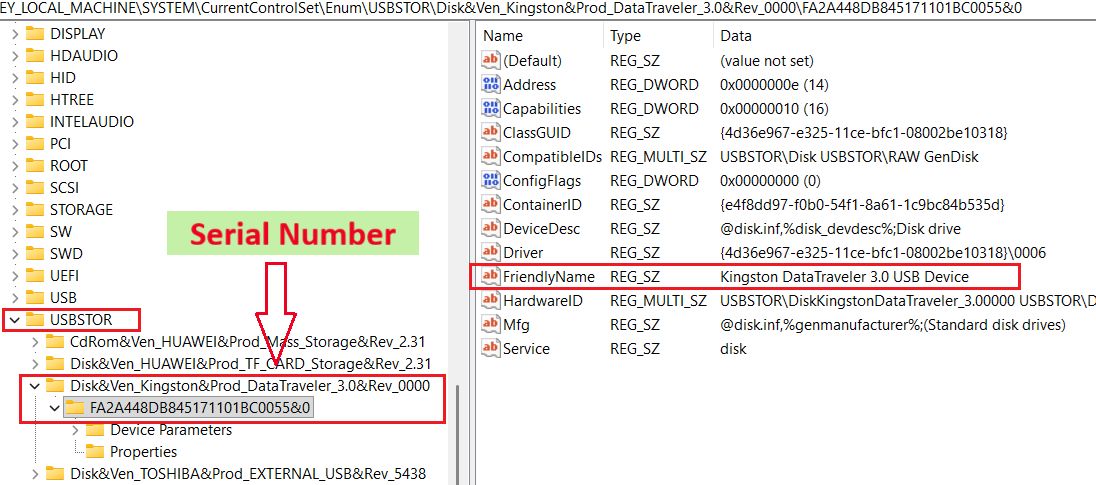 EY_LOCAL_MACHINE\SYSTEM\CurrentControlSet\Enum\USBSTOR\Disk&Ven_Kingston&Prod_DataTraveler_3.0&Rev_0000\FA2A448DB845171101BC0055&0
DISPLAY
HDAUDIO
HID
HTREE
INTELAUDIO
PCI
ROOT
SCSI
STORAGE
SW
SWD
UEFI
USB
USBSTOR
CdRom&Ven_HUAWEI&Prod_Mass_Storage&Rev_2.31
Disk&Ven_HUAWEI&Prod_TF_CARD_Storage&Rev_2.31
Disk&Ven_Kingston&Prod_DataTraveler_3.0&Rev_0000
FA2A448DB845171101BC0055&0
Device Parameters
Properties
Disk&Ven_TOSHIBA&Prod_EXTERNAL_USB&Rev_5438
Serial Number
Name Type Data
(Default) REG_SZ (value not set)
Address REG_DWORD 0x0000000e (14)
Capabilities REG_DWORD 0x00000010 (16)
ClassGUID REG_SZ {4d36e967-e325-11ce-bfc1-08002be10318}
CompatibleIDs REG_MULTI_SZ USBSTOR\Disk USBSTOR\RAW GenDisk
ConfigFlags REG_DWORD 0x00000000 (0)
ContainerID REG_SZ {e4f8dd97-f0b0-54f1-8a61-1c9bc84b535d}
DeviceDesc REG_SZ @disk.inf,%disk_devdesc%;Disk drive
Driver REG_SZ {4d36e967-e325-11ce-bfc1-08002be10318}\0006
FriendlyName REG_SZ Kingston DataTraveler 3.0 USB Device
HardwareID REG_MULTI_SZ USBSTOR\DiskKingstonDataTraveler_3.00000 USBSTOR\D
Mfg REG_SZ @disk.inf,%genmanufacturer%;(Standard disk drives)
Service REG_SZ disk